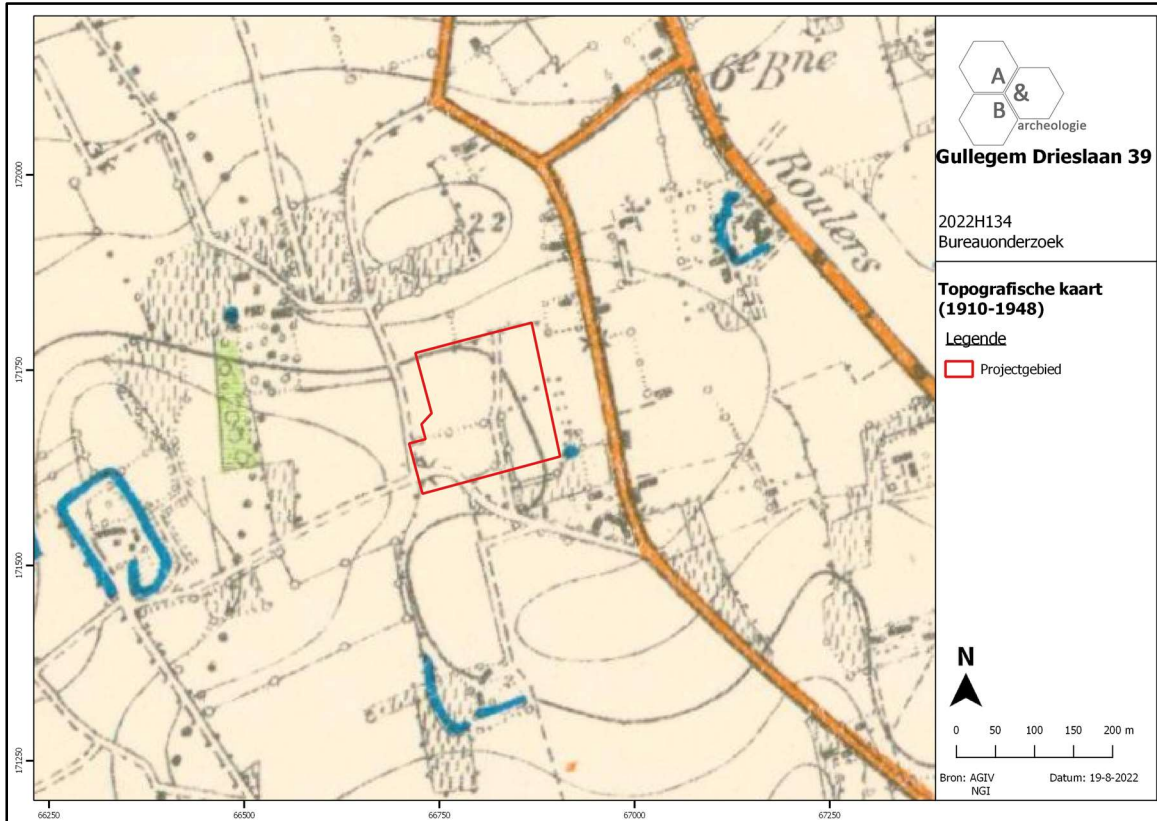 6e Bne
Roulers
22
172000
171750
171500
171250
66250
66500
66750
67000
67250
A
&
B
archeologie
Gullegem Drieslaan 39
2022H134
Bureauonderzoek
Topografische kaart
(1910-1948)
Legende
Projectgebied
N
0 50 100 150 200 m
Bron: AGIV Datum: 19-8-2022
NGI